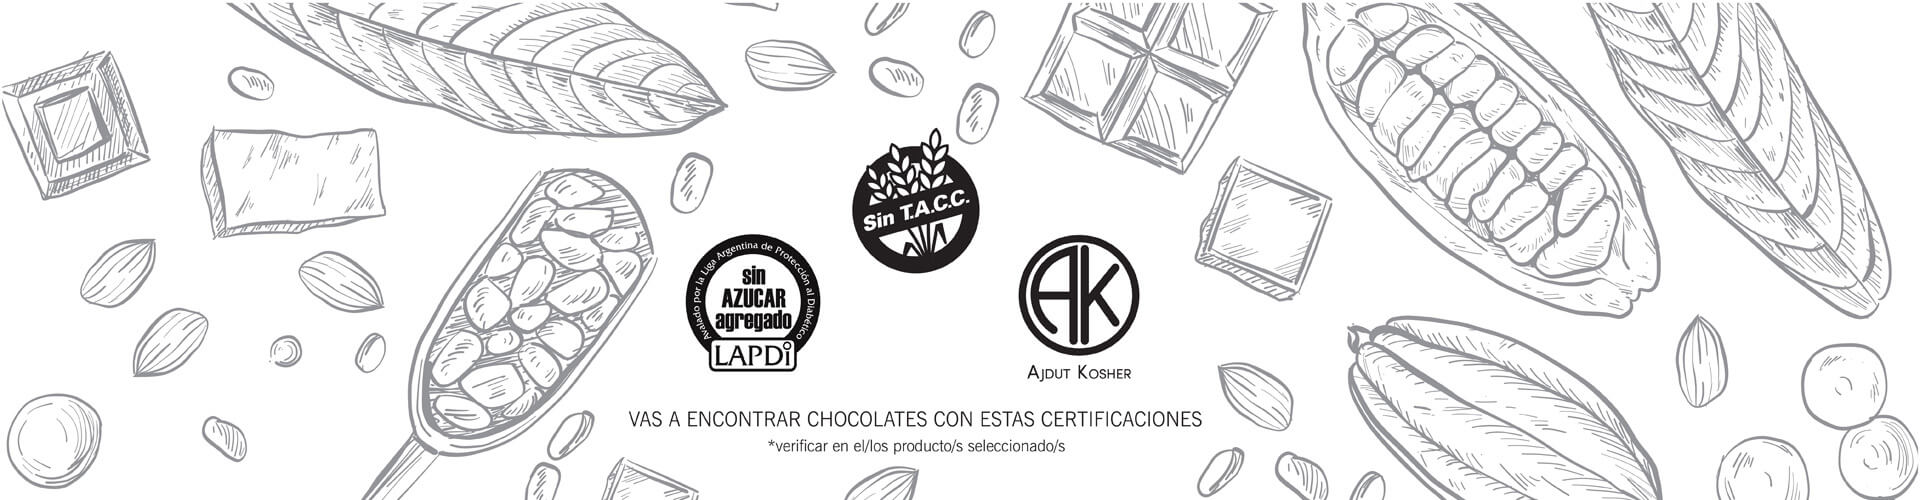 Sin T.A.C.C.
Avalado por la Liga Argentina de Protección al Diabético
sin
AZUCAR
agregado
LAPDi
AK
AJDUT KOSHER
VAS A ENCONTRAR CHOCOLATES CON ESTAS CERTIFICACIONES
*verificar en el/los producto/s seleccionado/s